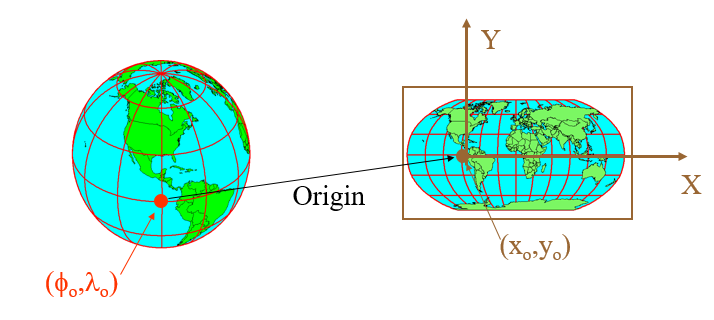 Y
X
Origin
(xₒ,yₒ)
(ϕₒ,λₒ)